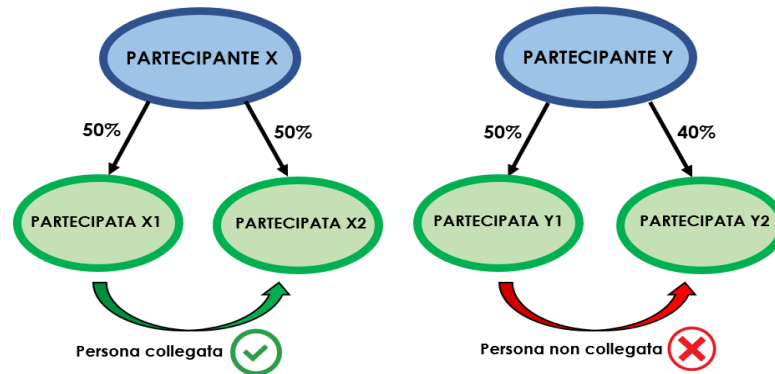 PARTECIPANTE X
PARTECIPANTE Y
50%
50%
50%
40%
PARTECIPATA X1
PARTECIPATA X2
PARTECIPATA Y1
PARTECIPATA Y2
Persona collegata
Persona non collegata